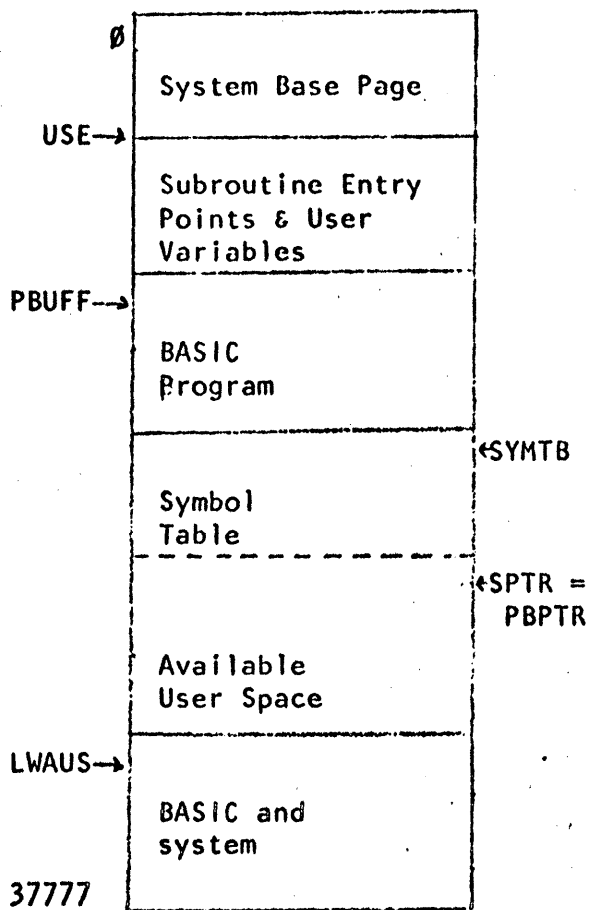 Ø
System Base Page
USE→
Subroutine Entry
Points & User
Variables
PBUFF→
BASIC
Program
←SYMTB
Symbol
Table
←SPTR =
PBPTR
Available
User Space
LWAUS→
BASIC and
system
37777